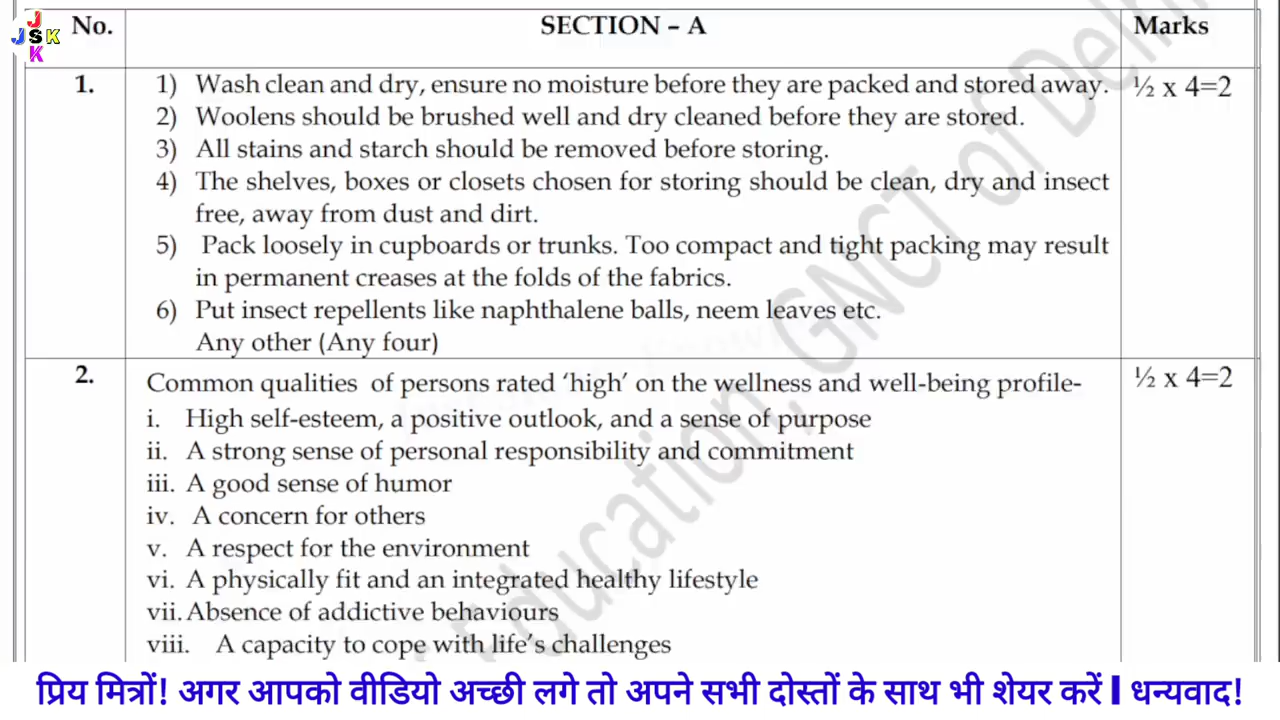 J
JSK
K
No. SECTION – A Marks
1. 1) Wash clean and dry, ensure no moisture before they are packed and stored away. ½ x 4=2
2) Woolens should be brushed well and dry cleaned before they are stored.
3) All stains and starch should be removed before storing.
4) The shelves, boxes or closets chosen for storing should be clean, dry and insect
free, away from dust and dirt.
5) Pack loosely in cupboards or trunks. Too compact and tight packing may result
in permanent creases at the folds of the fabrics.
6) Put insect repellents like naphthalene balls, neem leaves etc.
Any other (Any four)
2. Common qualities of persons rated ‘high’ on the wellness and well-being profile- ½ x 4=2
i. High self-esteem, a positive outlook, and a sense of purpose
ii. A strong sense of personal responsibility and commitment
iii. A good sense of humor
iv. A concern for others
v. A respect for the environment
vi. A physically fit and an integrated healthy lifestyle
vii. Absence of addictive behaviours
viii. A capacity to cope with life’s challenges
Education, GNCT of Delhi
प्रिय मित्रों! अगर आपको वीडियो अच्छी लगे तो अपने सभी दोस्तों के साथ भी शेयर करें I धन्यवाद!